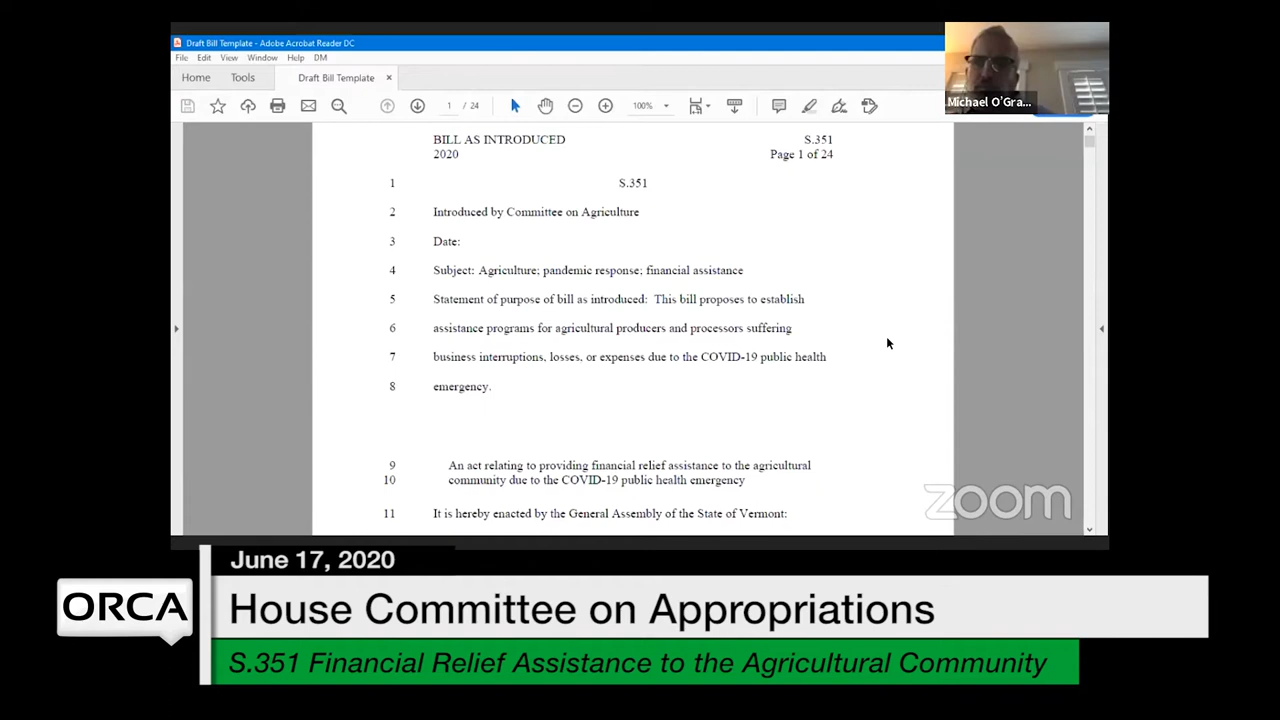 Draft Bill Template - Adobe Acrobat Reader DC
File Edit View Window Help DM
Home Tools Draft Bill Template ×
1 / 24 100%
Michael O'Gra...
BILL AS INTRODUCED S.351
2020 Page 1 of 24
1 S.351
2 Introduced by Committee on Agriculture
3 Date:
4 Subject: Agriculture; pandemic response; financial assistance
5 Statement of purpose of bill as introduced: This bill proposes to establish
6 assistance programs for agricultural producers and processors suffering
7 business interruptions, losses, or expenses due to the COVID-19 public health
8 emergency.
9 An act relating to providing financial relief assistance to the agricultural
10 community due to the COVID-19 public health emergency
11 It is hereby enacted by the General Assembly of the State of Vermont:
zoom
June 17, 2020
ORCA
House Committee on Appropriations
S.351 Financial Relief Assistance to the Agricultural Community